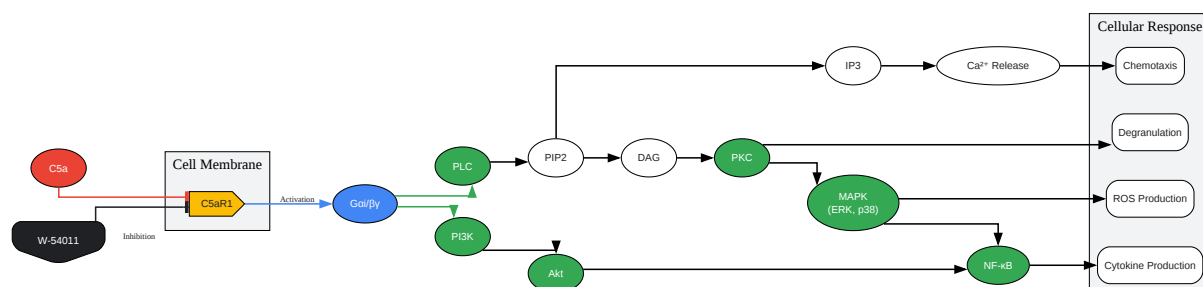 Cellular Response
IP3
Ca²⁺ Release
Chemotaxis
Degranulation
Cell Membrane
C5a
PLC
PIP2
DAG
PKC
C5aR1
Activation
Gαi/βγ
MAPK
(ERK, p38)
ROS Production
W-54011
Inhibition
PI3K
Akt
NF-κB
Cytokine Production